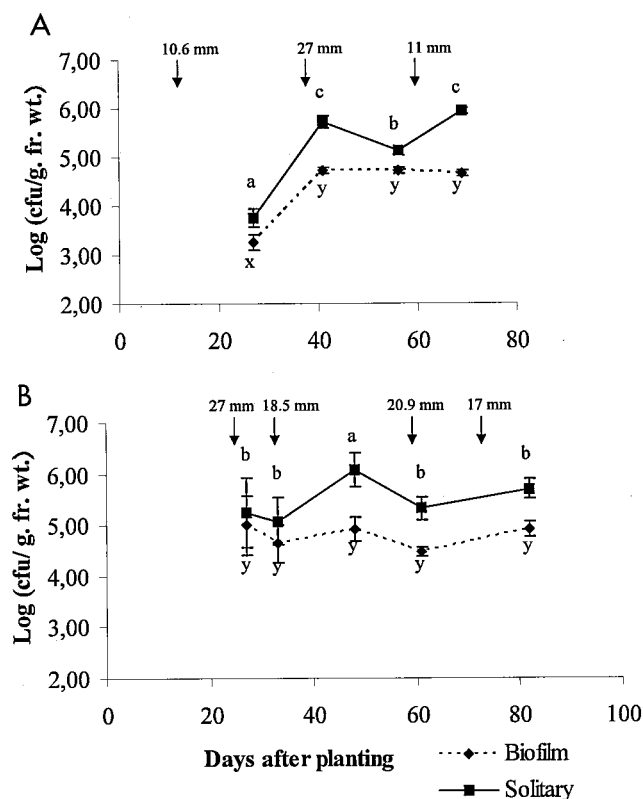 A
10.6 mm 27 mm 11 mm
7,00
6,00
5,00
4,00
3,00
2,00
Log (cfu/g. fr. wt.)
a c b c
x y y y
0 20 40 60 80
B
27 mm 18.5 mm 20.9 mm 17 mm
7,00
6,00
5,00
4,00
3,00
2,00
Log (cfu/ g. fr. wt.)
b b a b b
y y y y y
0 20 40 60 80 100
Days after planting
Biofilm
Solitary